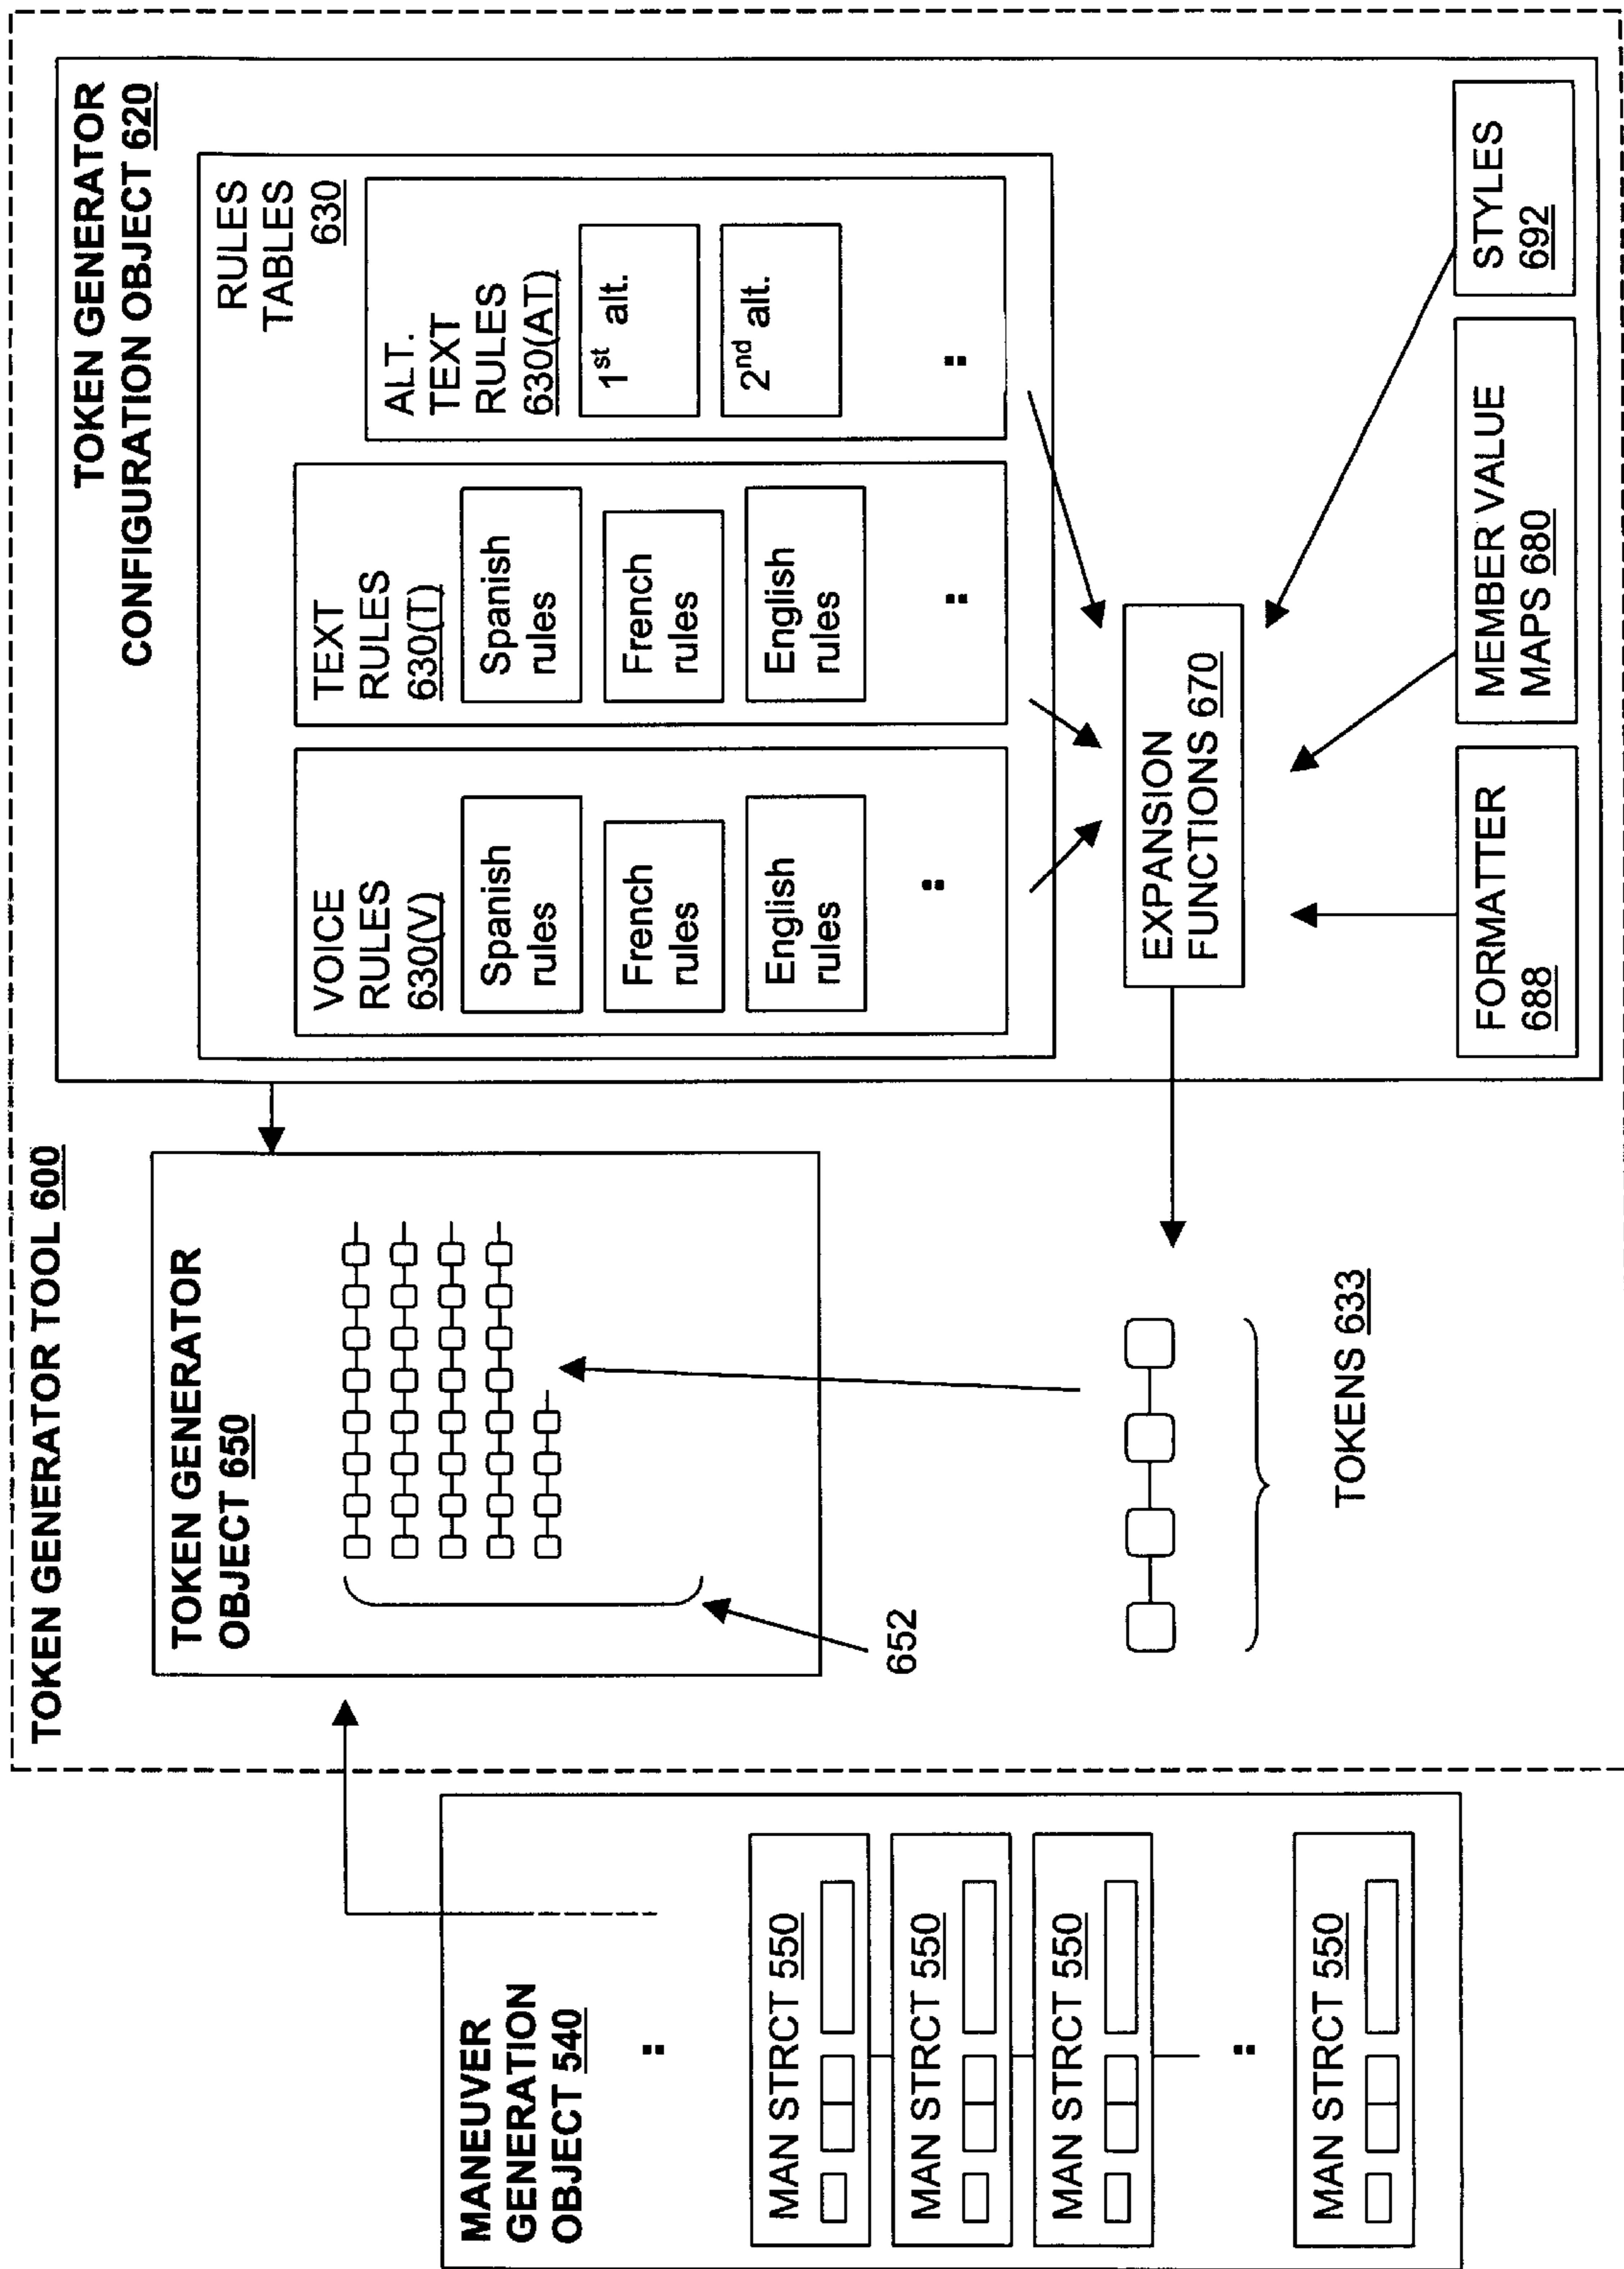 TOKEN GENERATOR TOOL 600
MANEUVER
GENERATION
OBJECT 540
:
MAN STRCT 550
MAN STRCT 550
MAN STRCT 550
:
MAN STRCT 550
TOKEN GENERATOR
OBJECT 650
652
TOKENS 633
TOKEN GENERATOR
CONFIGURATION OBJECT 620
RULES
TABLES
630
VOICE
RULES
630(V)
Spanish
rules
French
rules
English
rules
:
TEXT
RULES
630(T)
Spanish
rules
French
rules
English
rules
:
ALT.
TEXT
RULES
630(AT)
1st alt.
2nd alt.
:
EXPANSION
FUNCTIONS 670
FORMATTER
688
MEMBER VALUE
MAPS 680
STYLES
692